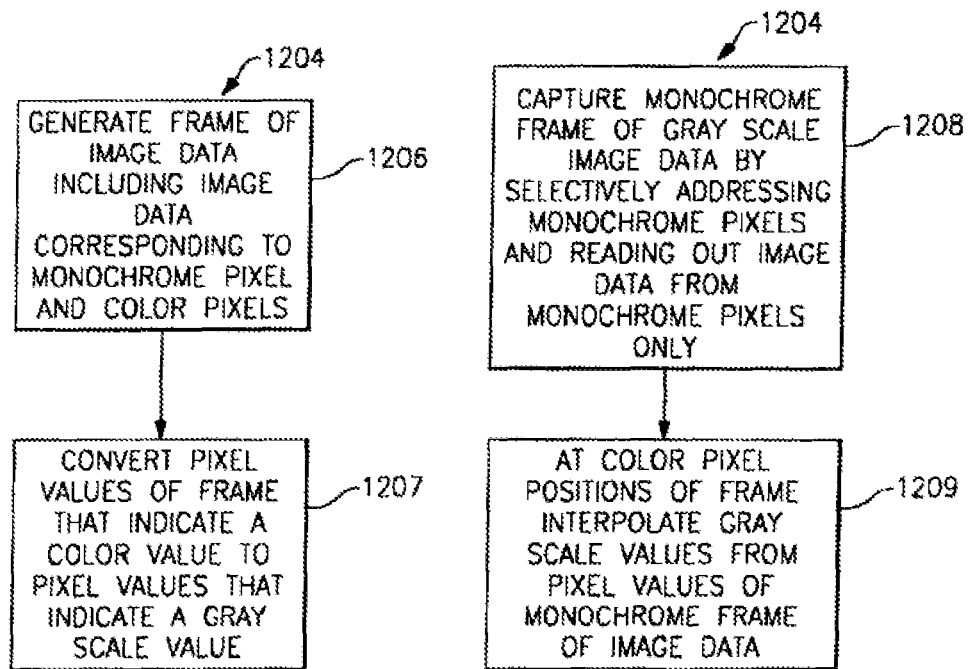 1204
GENERATE FRAME OF
IMAGE DATA
INCLUDING IMAGE
DATA
CORRESPONDING TO
MONOCHROME PIXEL
AND COLOR PIXELS
1206
CONVERT PIXEL
VALUES OF FRAME
THAT INDICATE A
COLOR VALUE TO
PIXEL VALUES THAT
INDICATE A GRAY
SCALE VALUE
1207
1204
CAPTURE MONOCHROME
FRAME OF GRAY SCALE
IMAGE DATA BY
SELECTIVELY ADDRESSING
MONOCHROME PIXELS
AND READING OUT IMAGE
DATA FROM
MONOCHROME PIXELS
ONLY
1208
AT COLOR PIXEL
POSITIONS OF FRAME
INTERPOLATE GRAY
SCALE VALUES FROM
PIXEL VALUES OF
MONOCHROME FRAME
OF IMAGE DATA
1209